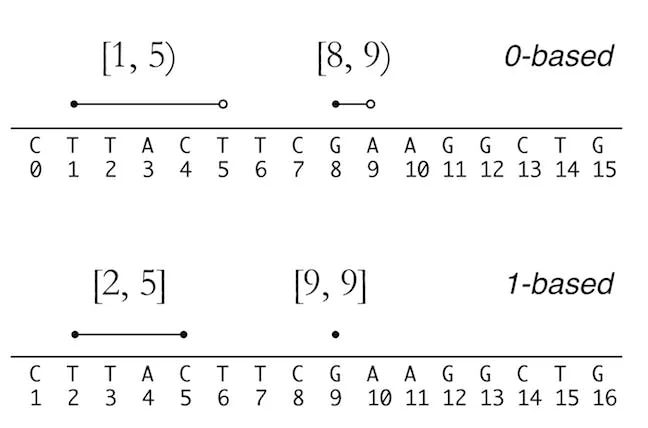 [1, 5) [8, 9) 0-based
C T T A C T T C G A A G G C T G
0 1 2 3 4 5 6 7 8 9 10 11 12 13 14 15
[2, 5] [9, 9] 1-based
C T T A C T T C G A A G G C T G
1 2 3 4 5 6 7 8 9 10 11 12 13 14 15 16